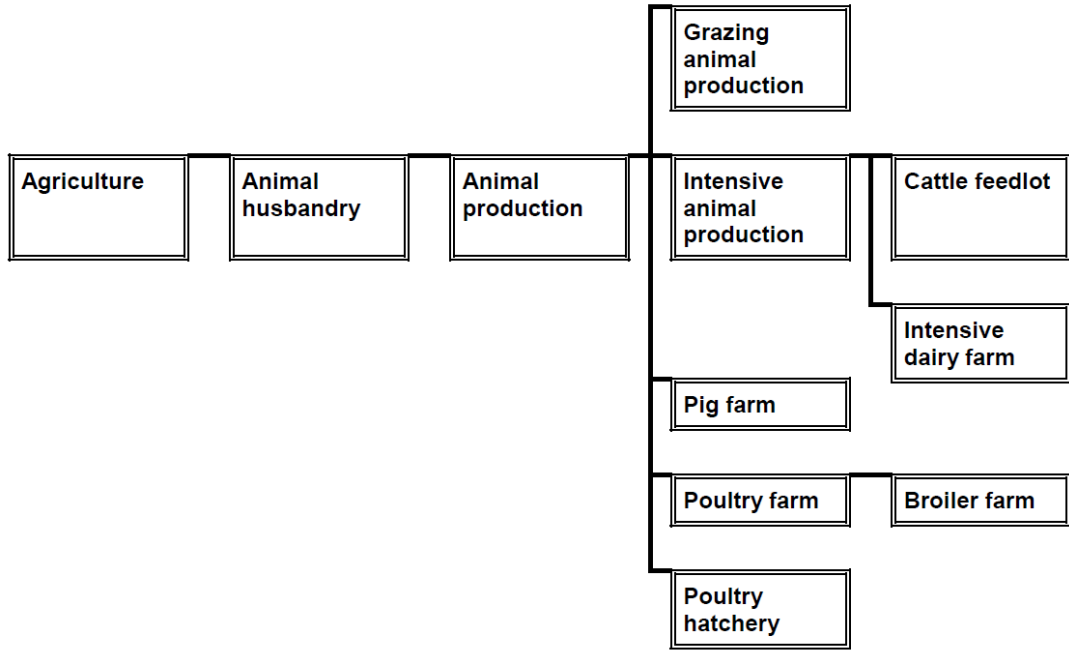 Grazing
animal
production
Agriculture
Animal
husbandry
Animal
production
Intensive
animal
production
Cattle feedlot
Intensive
dairy farm
Pig farm
Poultry farm
Broiler farm
Poultry
hatchery